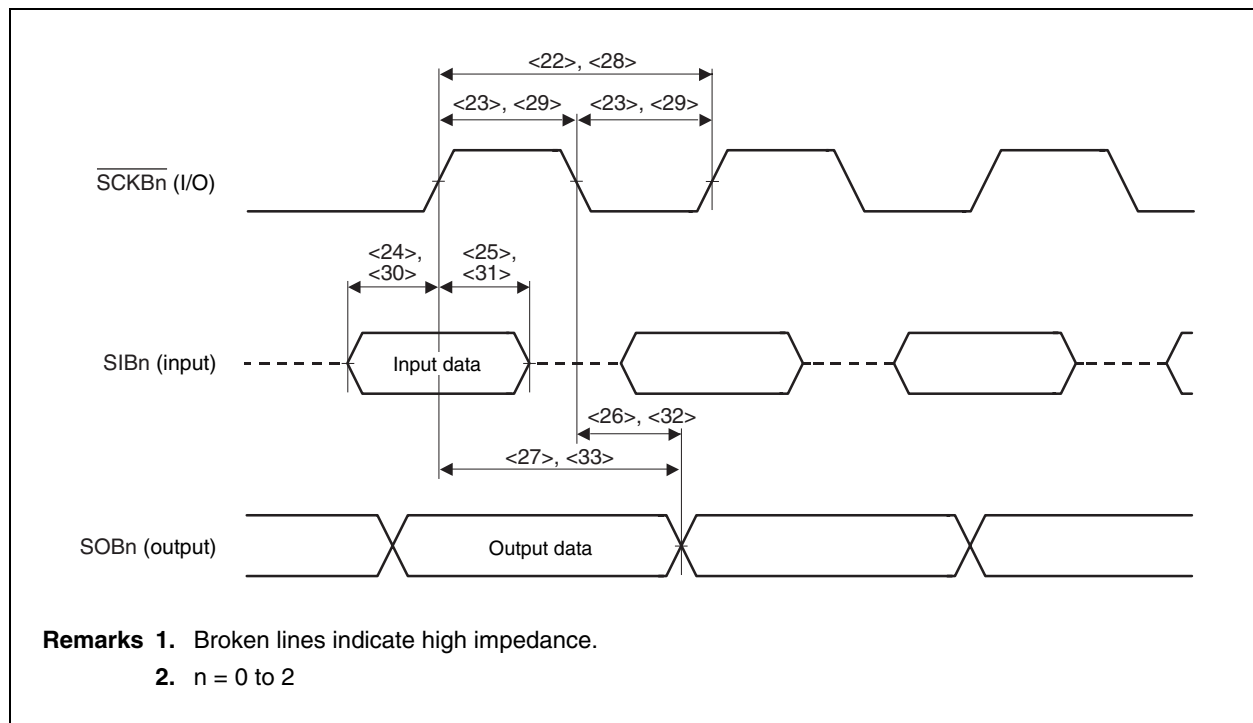 <22>, <28>
<23>, <29> <23>, <29>
SCKBn (I/O)
<24>, <25>,
<30> <31>
SIBn (input) Input data
<26>, <32>
<27>, <33>
SOBn (output) Output data
Remarks 1. Broken lines indicate high impedance.
2. n = 0 to 2